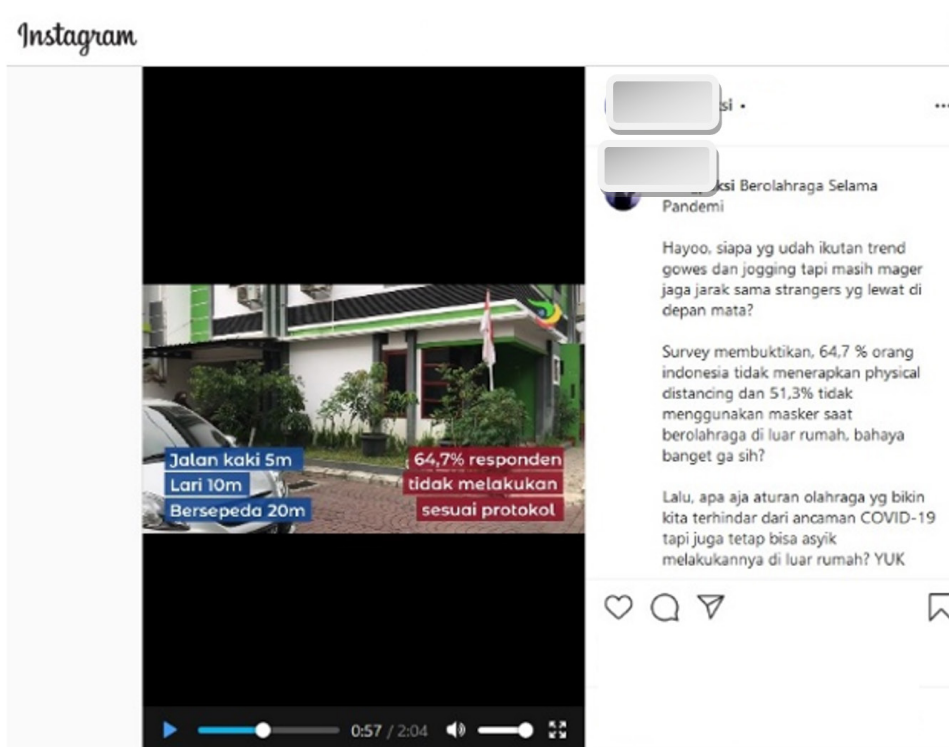 Instagram
Jalan kaki 5m
Lari 10m
Bersepeda 20m
64,7% responden
tidak melakukan
sesuai protokol
0:57 / 2:04
si •
ksi Berolahraga Selama
Pandemi
Hayoo, siapa yg udah ikutan trend
gowes dan jogging tapi masih mager
jaga jarak sama strangers yg lewat di
depan mata?
Survey membuktikan, 64,7 % orang
indonesia tidak menerapkan physical
distancing dan 51,3% tidak
menggunakan masker saat
berolahraga di luar rumah, bahaya
banget ga sih?
Lalu, apa aja aturan olahraga yg bikin
kita terhindar dari ancaman COVID-19
tapi juga tetap bisa asyik
melakukannya di luar rumah? YUK